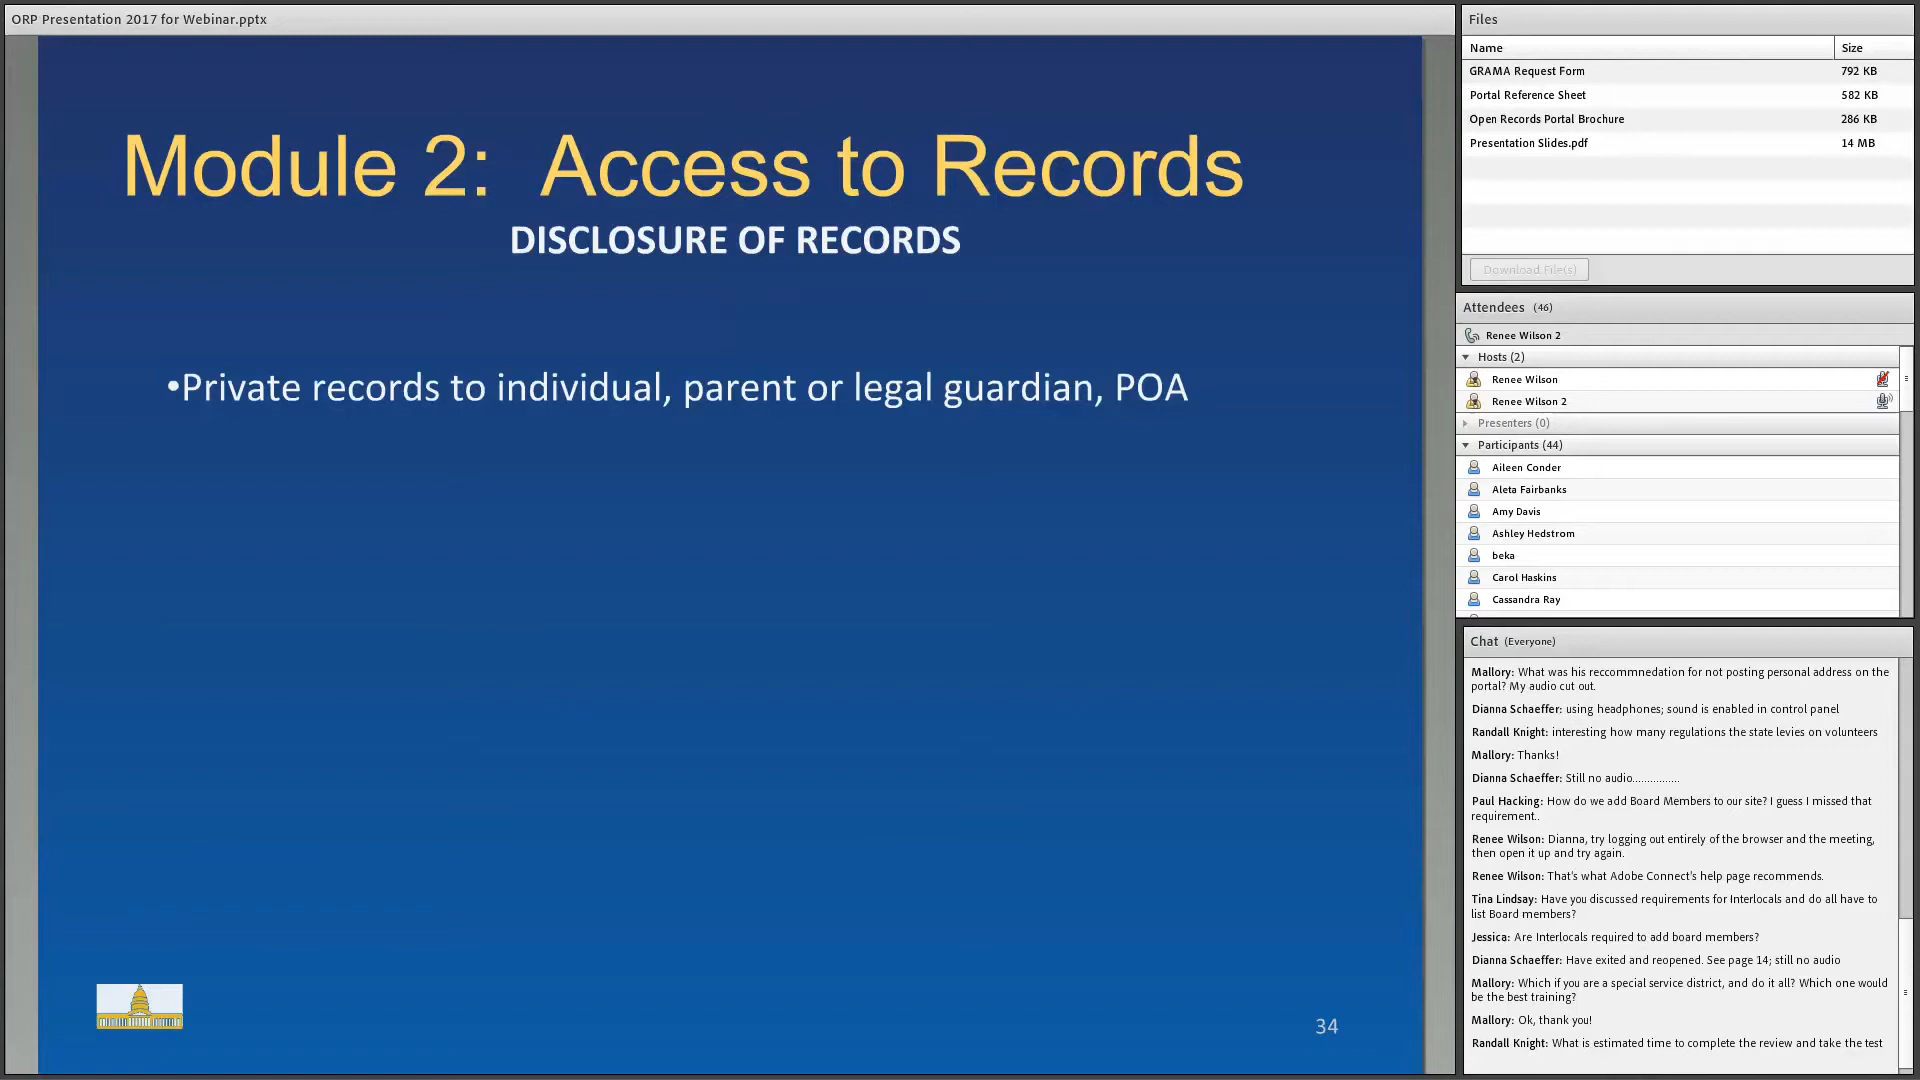 ORP Presentation 2017 for Webinar.pptx
Module 2:  Access to Records
DISCLOSURE OF RECORDS
•Private records to individual, parent or legal guardian, POA
34
Files
Name Size
GRAMA Request Form 792 KB
Portal Reference Sheet 582 KB
Open Records Portal Brochure 286 KB
Presentation Slides.pdf 14 MB
Download File(s)
Attendees (46)
Renee Wilson 2
Hosts (2)
Renee Wilson
Renee Wilson 2
Presenters (0)
Participants (44)
Aileen Conder
Aleta Fairbanks
Amy Davis
Ashley Hedstrom
beka
Carol Haskins
Cassandra Ray
Chat (Everyone)
Mallory: What was his reccommnedation for not posting personal address on the
portal? My audio cut out.
Dianna Schaeffer: using headphones; sound is enabled in control panel
Randall Knight: interesting how many regulations the state levies on volunteers
Mallory: Thanks!
Dianna Schaeffer: Still no audio...............
Paul Hacking: How do we add Board Members to our site? I guess I missed that
requirement..
Renee Wilson: Dianna, try logging out entirely of the browser and the meeting,
then open it up and try again.
Renee Wilson: That's what Adobe Connect's help page recommends.
Tina Lindsay: Have you discussed requirements for Interlocals and do all have to
list Board members?
Jessica: Are Interlocals required to add board members?
Dianna Schaeffer: Have exited and reopened. See page 14; still no audio
Mallory: Which if you are a special service district, and do it all? Which one would
be the best training?
Mallory: Ok, thank you!
Randall Knight: What is estimated time to complete the review and take the test